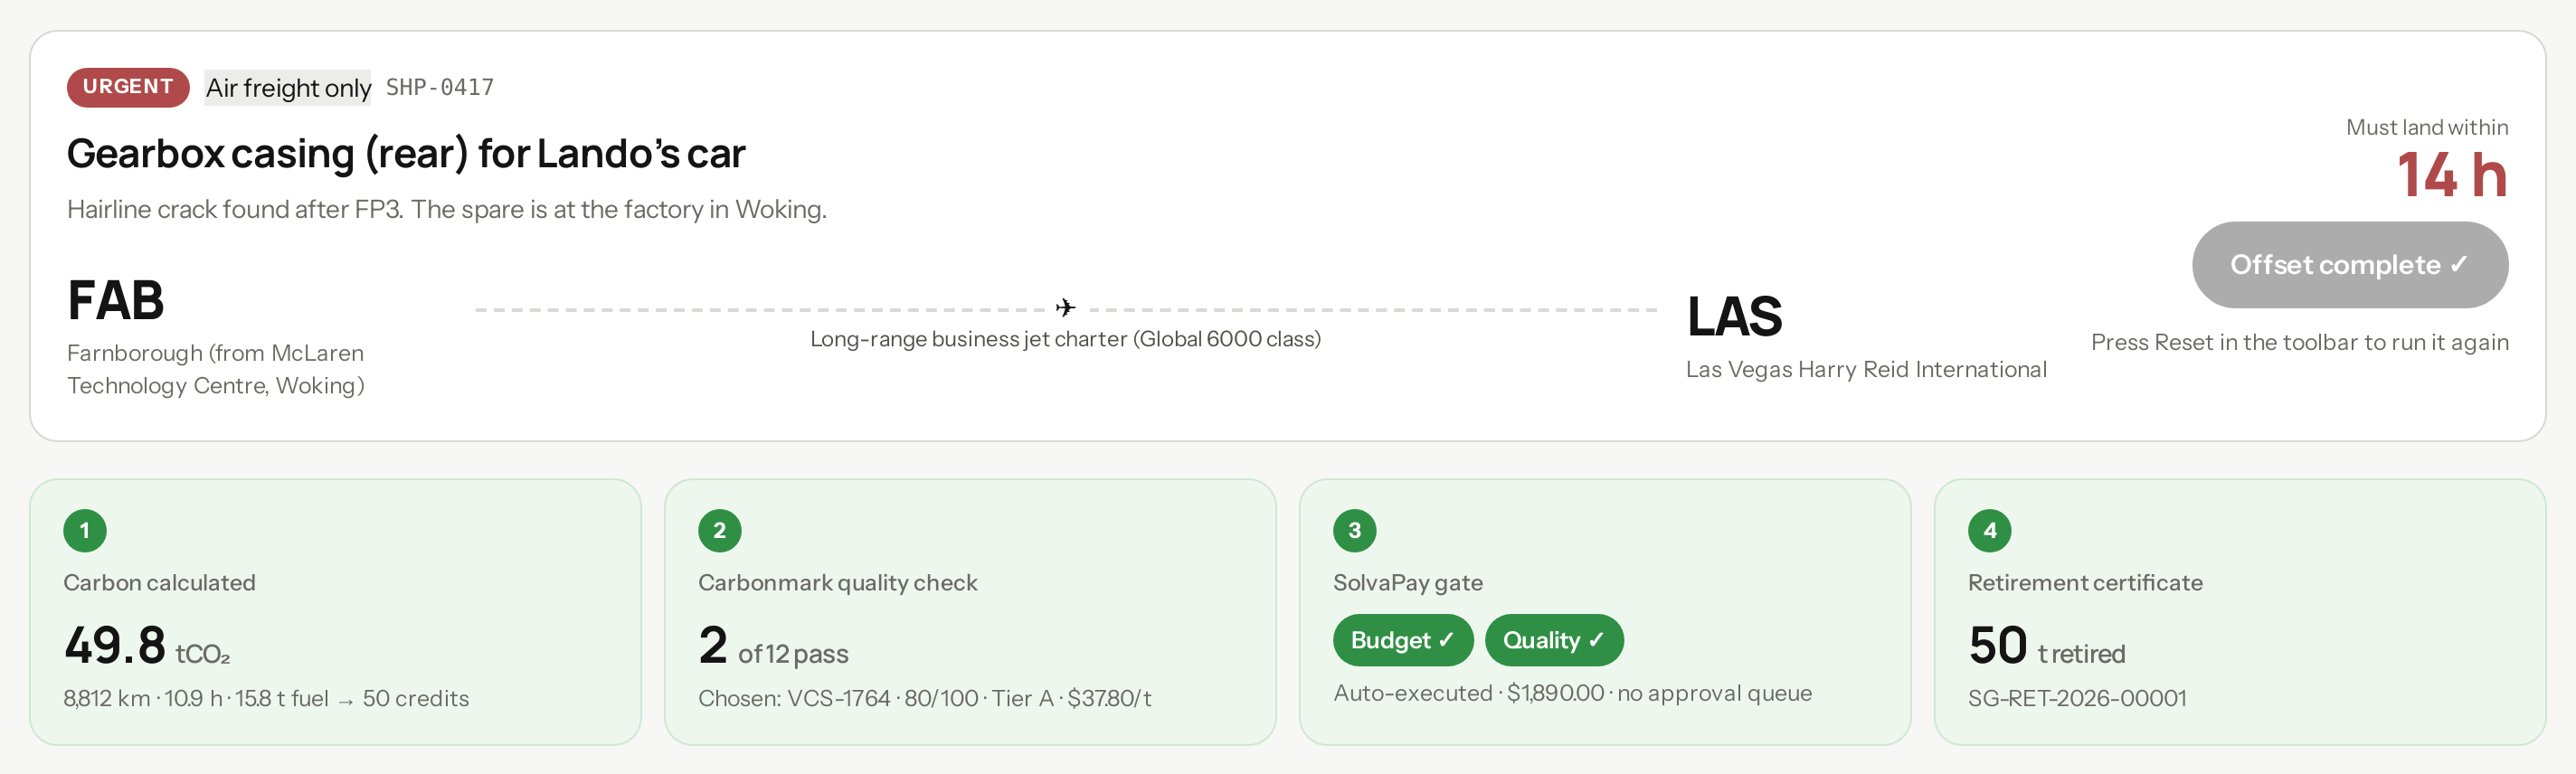 URGENT Air freight only SHP-0417
Gearbox casing (rear) for Lando's car
Hairline crack found after FP3. The spare is at the factory in Woking.
Must land within
14 h
Offset complete ✓
Press Reset in the toolbar to run it again
FAB
Farnborough (from McLaren
Technology Centre, Woking)
✈
Long-range business jet charter (Global 6000 class)
LAS
Las Vegas Harry Reid International
1
Carbon calculated
49.8 tCO₂
8,812 km · 10.9 h · 15.8 t fuel → 50 credits
2
Carbonmark quality check
2 of 12 pass
Chosen: VCS-1764 · 80/100 · Tier A · $37.80/t
3
SolvaPay gate
Budget ✓ Quality ✓
Auto-executed · $1,890.00 · no approval queue
4
Retirement certificate
50 t retired
SG-RET-2026-00001